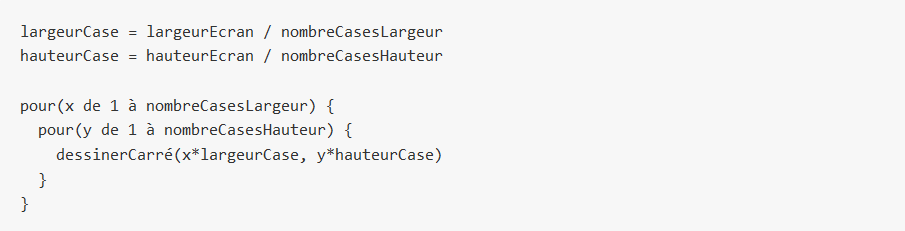 largeurCase = largeurEcran / nombreCasesLargeur
hauteurCase = hauteurEcran / nombreCasesHauteur
pour(x de 1 à nombreCasesLargeur) {
pour(y de 1 à nombreCasesHauteur) {
dessinerCarré(x*largeurCase, y*hauteurCase)
}
}